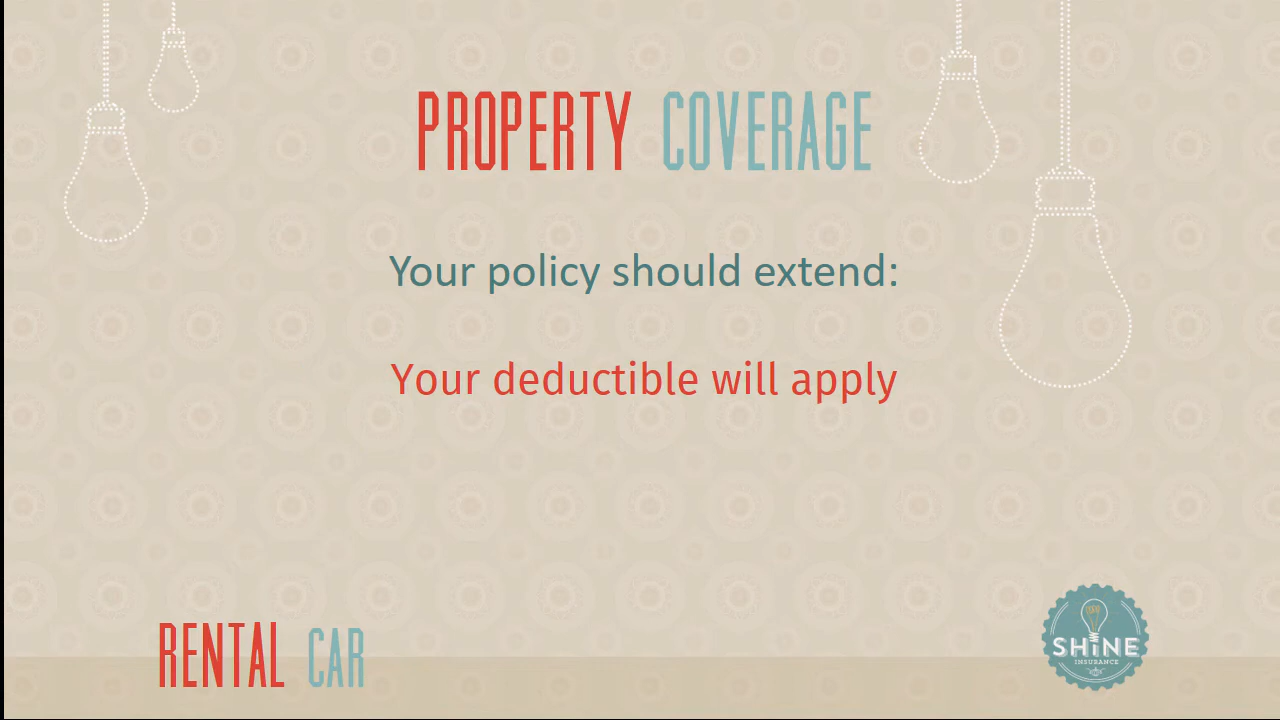 PROPERTY COVERAGE
Your policy should extend:
Your deductible will apply
RENTAL CAR
SHiNE
INSURANCE